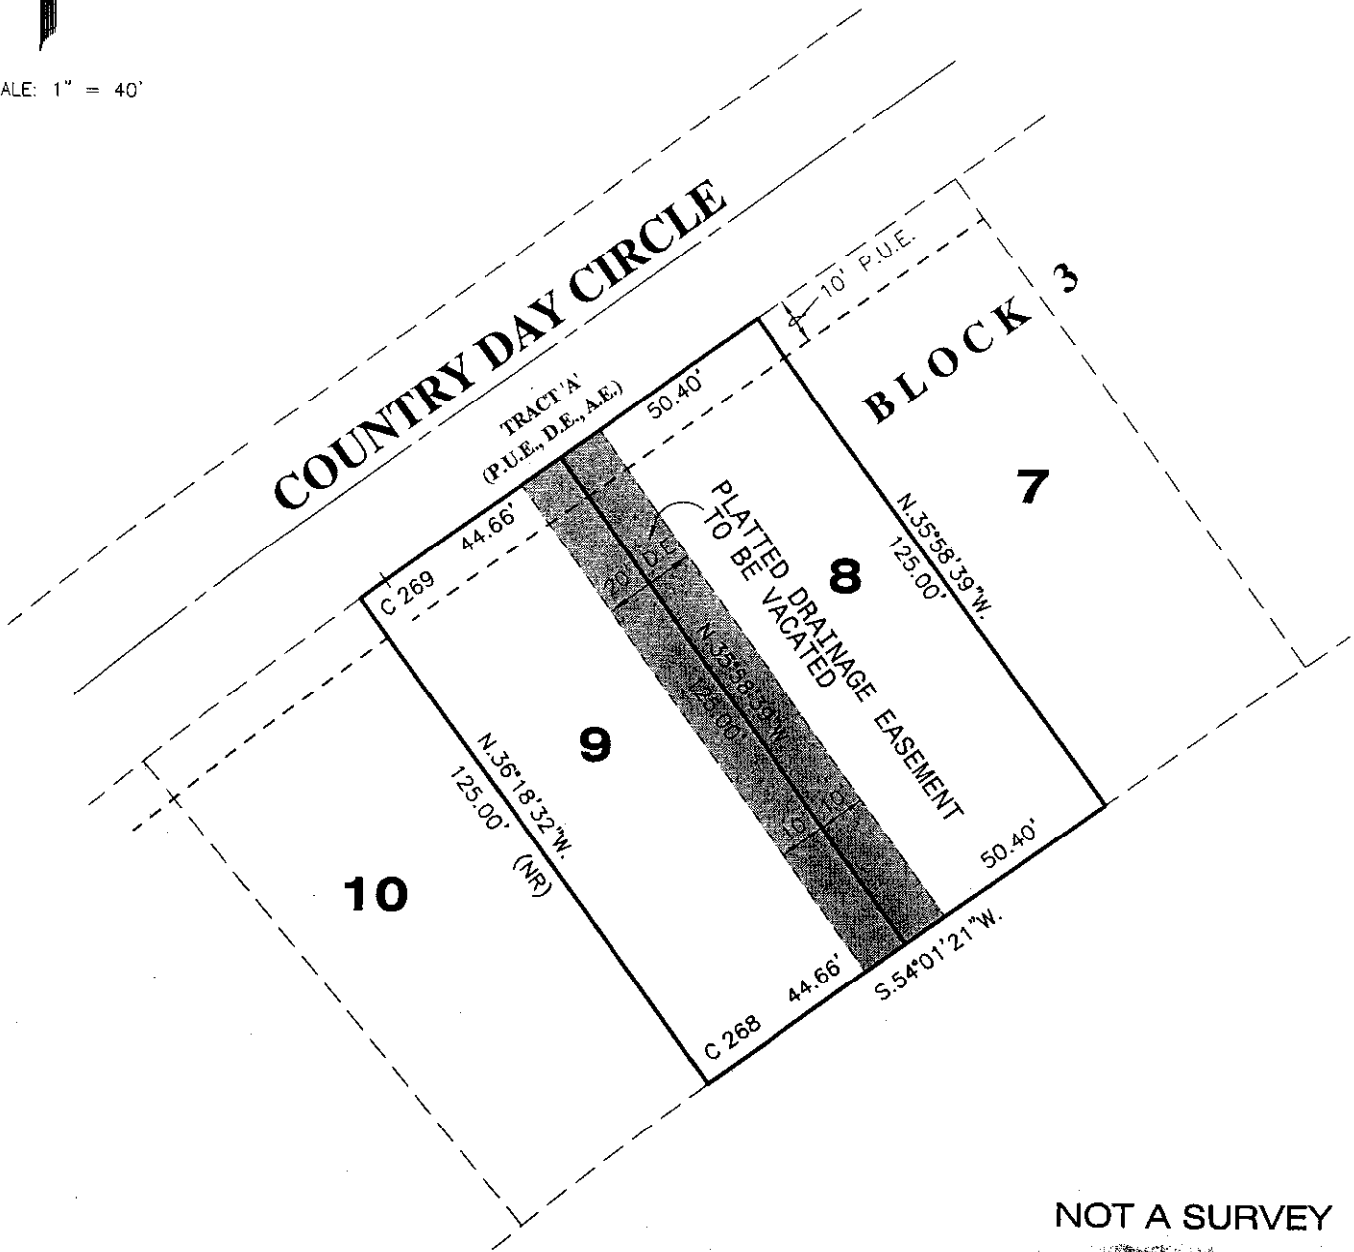 ALE: 1" = 40'
COUNTRY DAY CIRCLE
10' P.U.E.
BLOCK 3
TRACT 'A'
(P.U.E., D.E., A.E.)
50.40'
44.66'
C 269
7
8
9
10
PLATTED DRAINAGE EASEMENT
TO BE VACATED
20' D.E.
N.35°58'39"W.
125.00'
N.35°58'39"W.
125.00'
N.36°18'32"W.
125.00' (NR)
10' 10'
50.40'
44.66'
S.54°01'21"W.
C 268
NOT A SURVEY